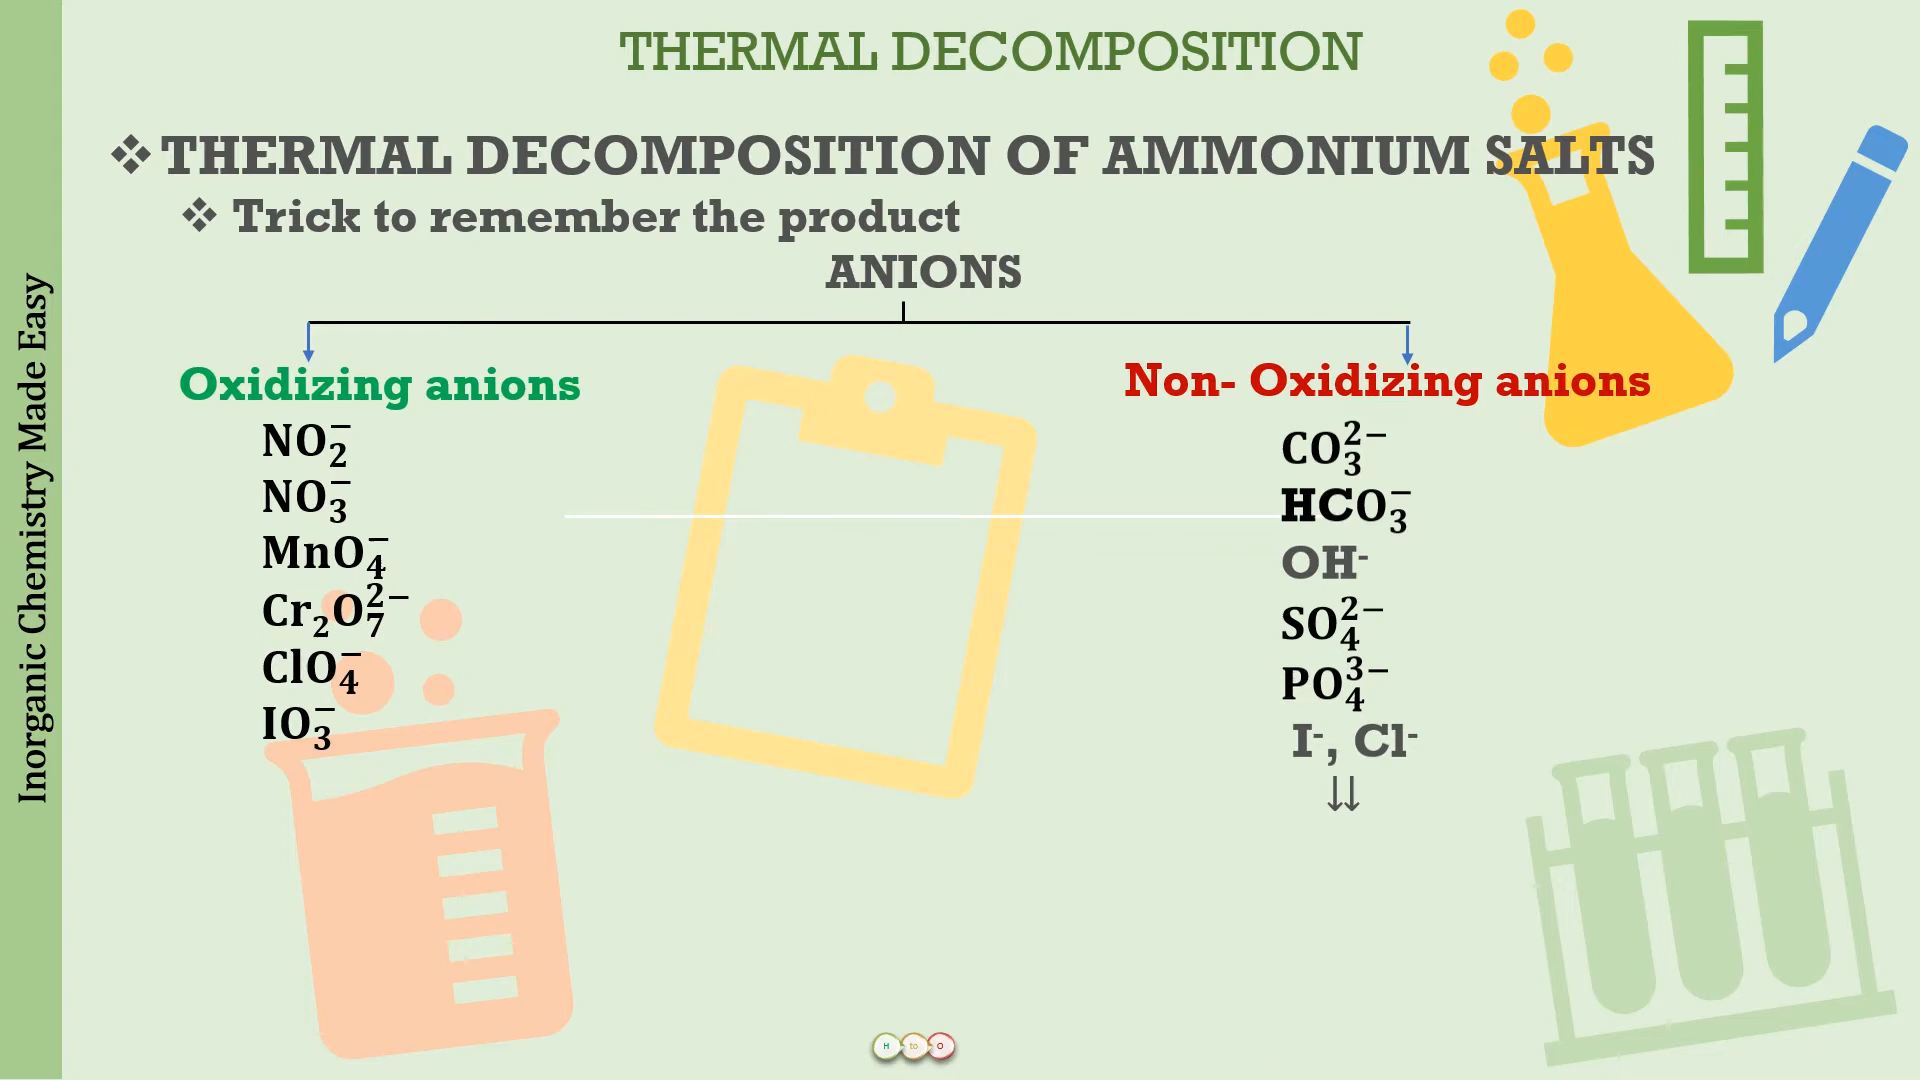 THERMAL DECOMPOSITION
❖ THERMAL DECOMPOSITION OF AMMONIUM SALTS
❖ Trick to remember the product
ANIONS
Oxidizing anions
Non- Oxidizing anions
NO₂⁻
NO₃⁻
MnO₄⁻
Cr₂O₇²⁻
ClO₄⁻
IO₃⁻
CO₃²⁻
HCO₃⁻
OH⁻
SO₄²⁻
PO₄³⁻
I⁻, Cl⁻
⇊
Inorganic Chemistry Made Easy
H to O